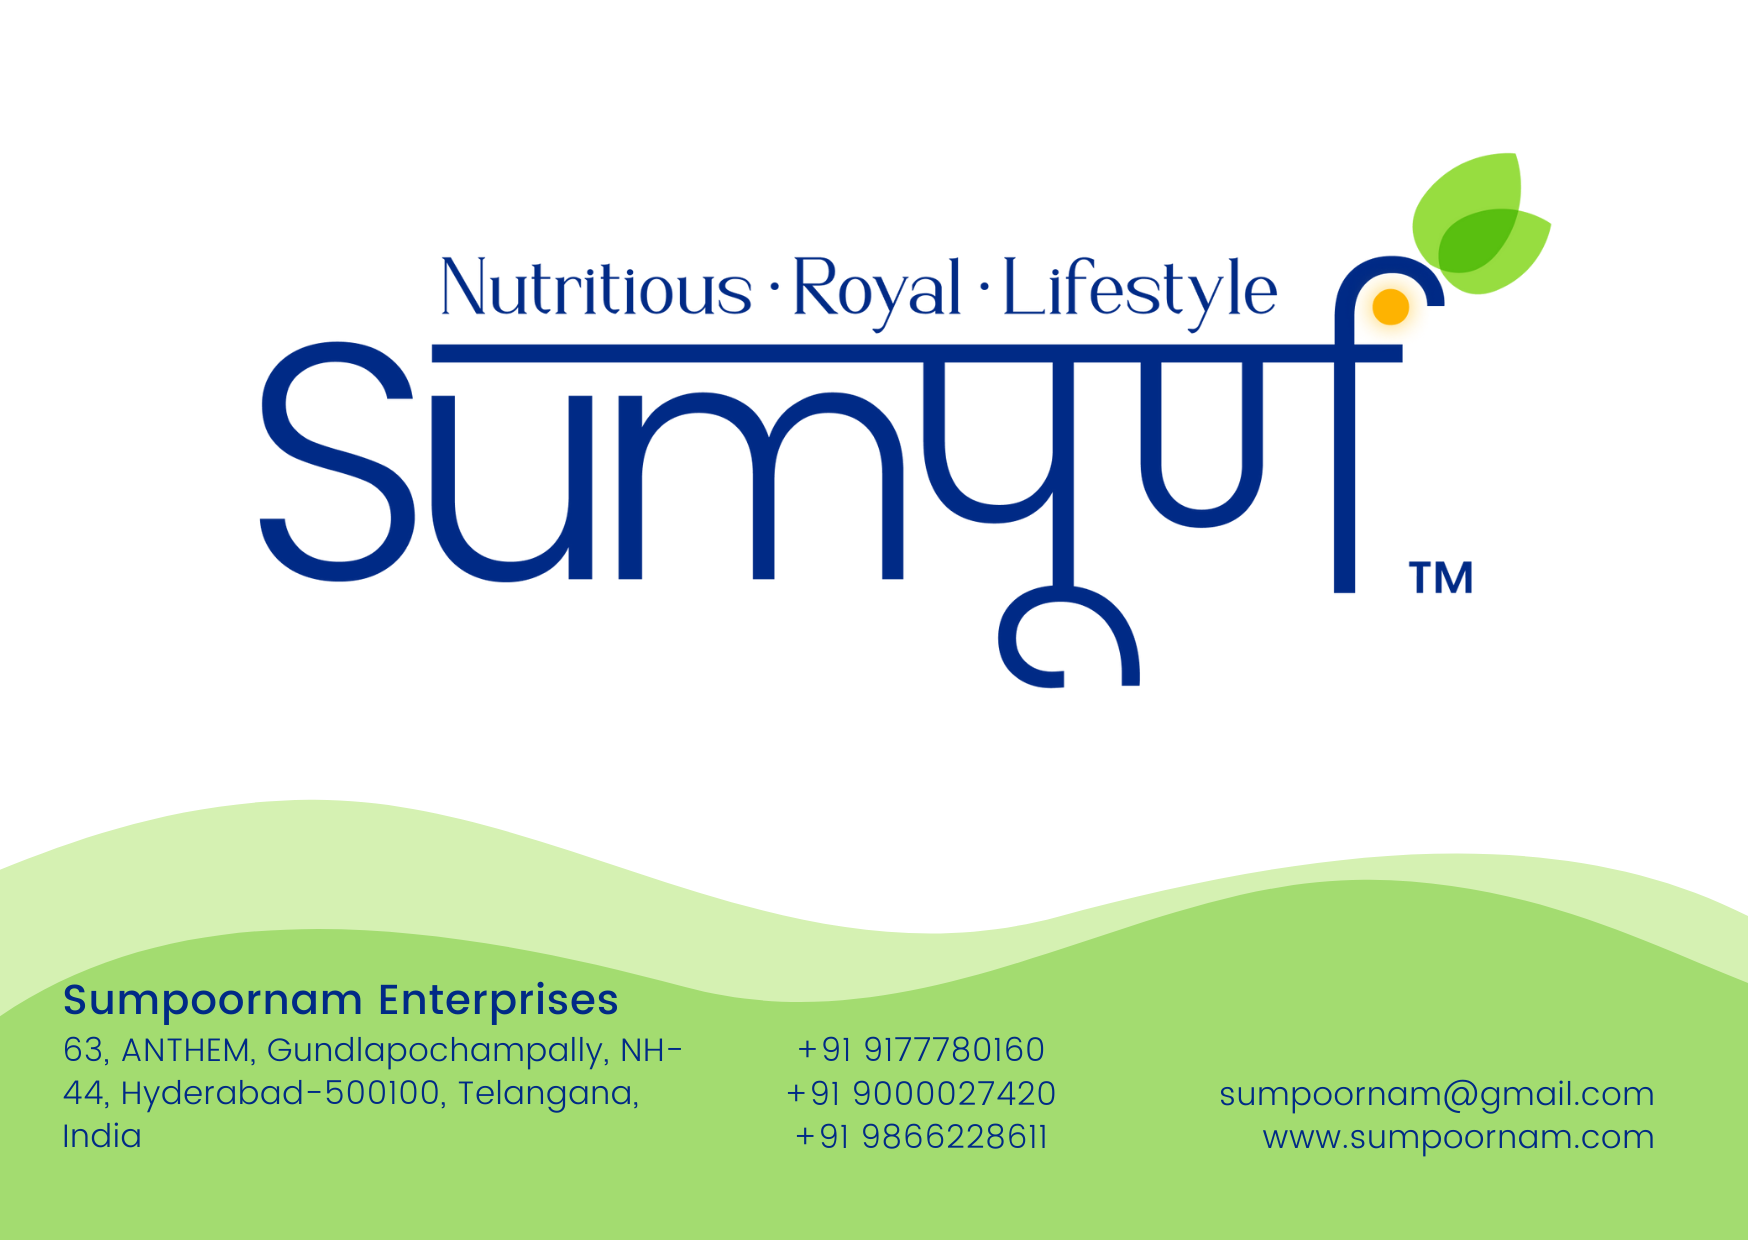 Nutritious · Royal · Lifestyle
Sumपूर्ण
TM
Sumpoornam Enterprises
63, ANTHEM, Gundlapochampally, NH-
44, Hyderabad-500100, Telangana,
India
+91 9177780160
+91 9000027420
+91 9866228611
sumpoornam@gmail.com
www.sumpoornam.com